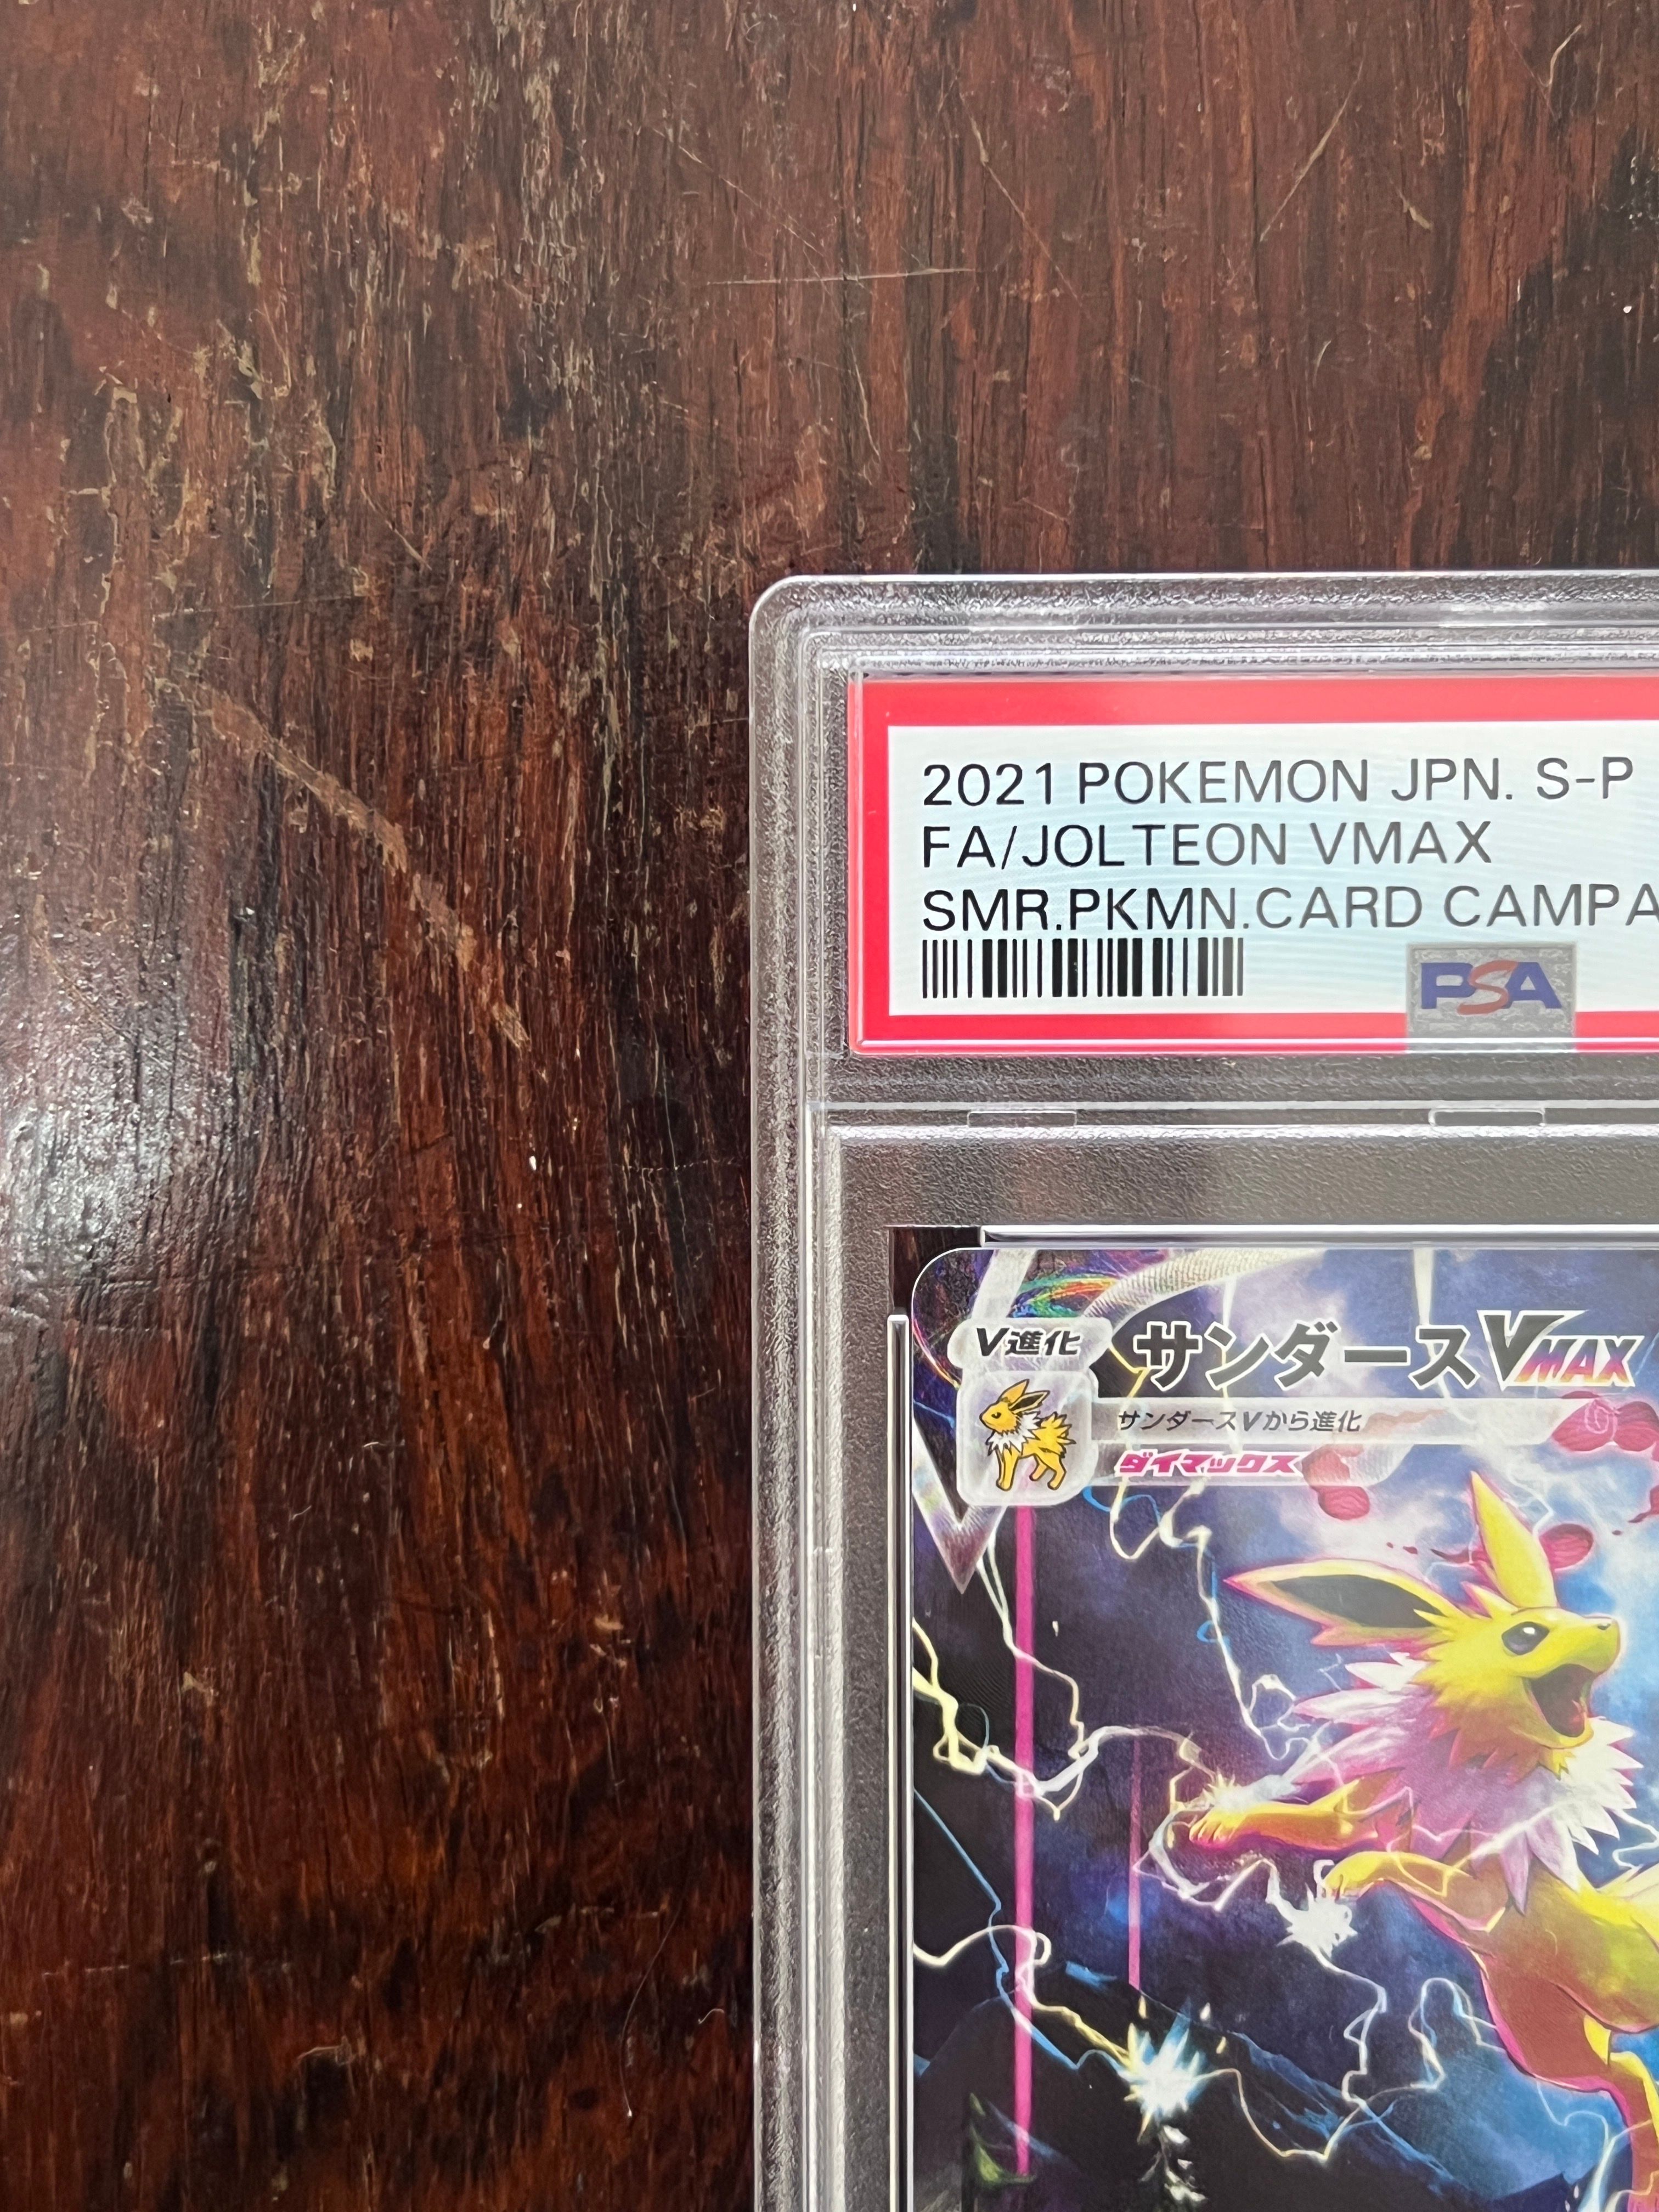 2021 POKEMON JPN. S-P
FA/JOLTEON VMAX
SMR.PKMN.CARD CAMPA
PSA
V進化
サンダースVMAX
サンダースVから進化
ダイマックス